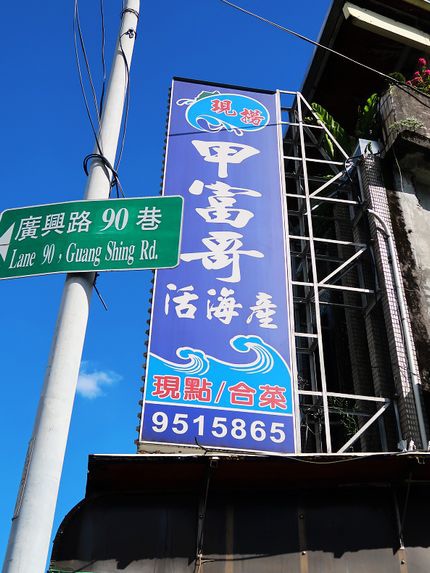 廣興路 90 巷
Lane 90 , Guang Shing Rd.
現撈
甲富哥
活海產
現點/合菜
9515865